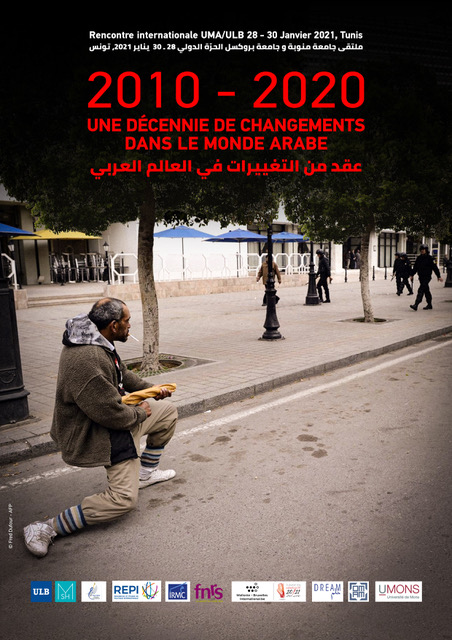 Rencontre internationale UMA/ULB 28 - 30 Janvier 2021, Tunis
ملتقى جامعة منوبة و جامعة بروكسل الحرّة الدولي 28 ـ 30 يناير 2021, تونس
2010 - 2020
UNE DÉCENNIE DE CHANGEMENTS
DANS LE MONDE ARABE
عقد من التغييرات في العالم العربي
© Fred Dufour / AFP
ULB
REPI
IRMC
fnrs
Wallonie - Bruxelles
International.be
DREAM
UMONS
Université de Mons